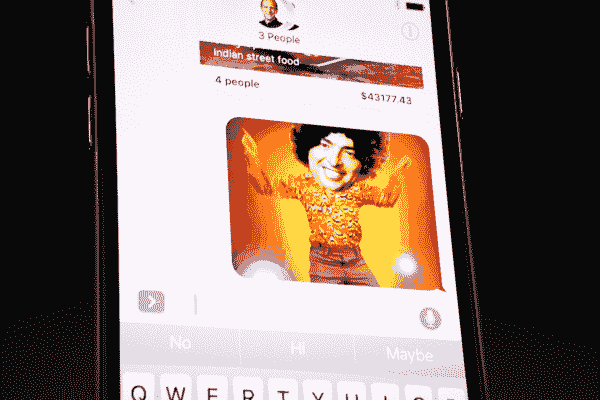 3 People
Indian street food
4 people
$43177.43
No
Hi
Maybe
Q W E R T Y U I O P